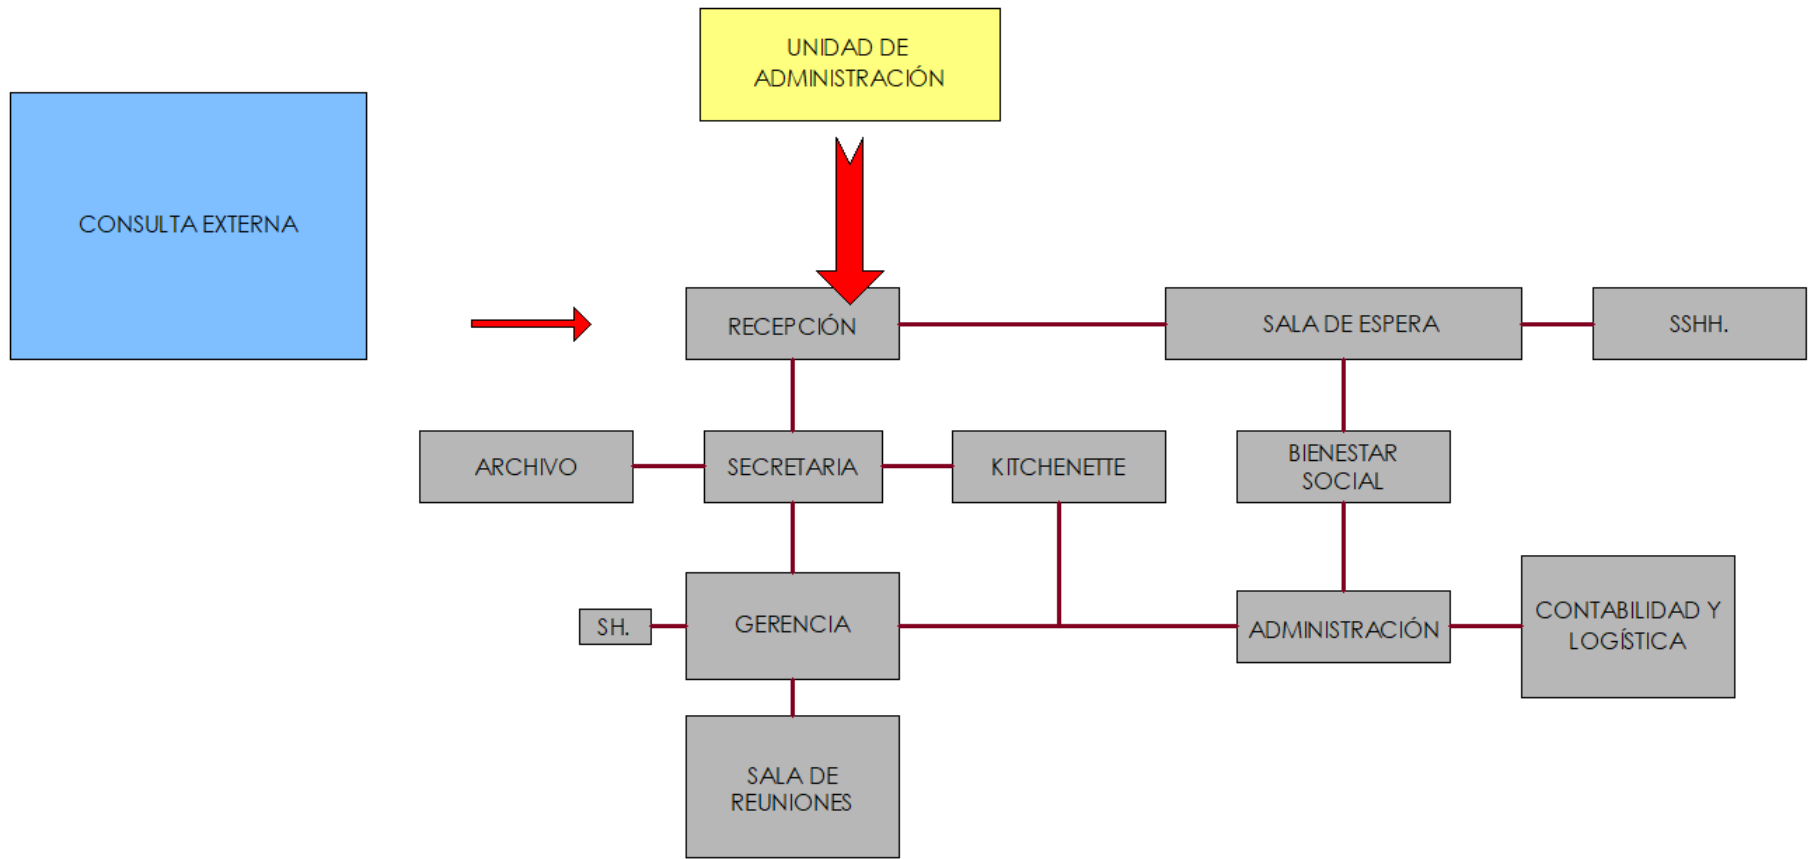 UNIDAD DE
ADMINISTRACIÓN
CONSULTA EXTERNA
RECEPCIÓN
SALA DE ESPERA
SSHH.
ARCHIVO
SECRETARIA
KITCHENETTE
BIENESTAR
SOCIAL
SH.
GERENCIA
ADMINISTRACIÓN
CONTABILIDAD Y
LOGÍSTICA
SALA DE
REUNIONES